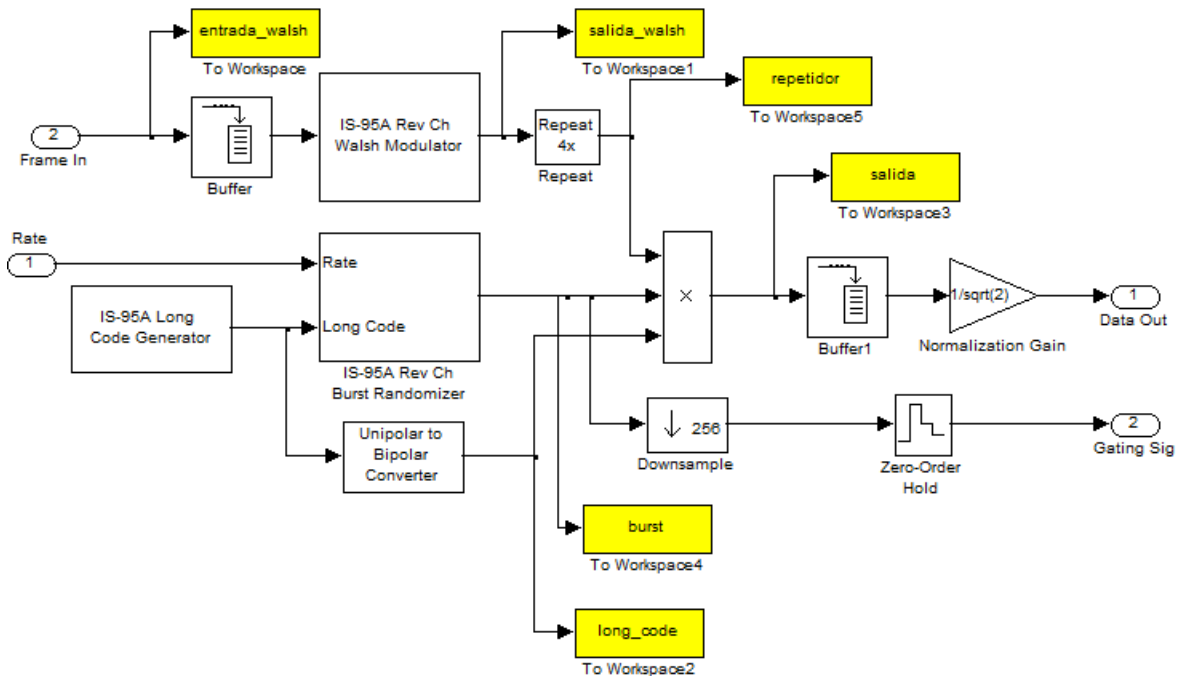 entrada_walsh
To Workspace
salida_walsh
To Workspace1
repetidor
To Workspace5
2
Frame In
Buffer
IS-95A Rev Ch
Walsh Modulator
Repeat
4x
Repeat
salida
To Workspace3
Rate
1
Rate
Long Code
IS-95A Rev Ch
Burst Randomizer
IS-95A Long
Code Generator
×
Buffer1
1/sqrt(2)
Normalization Gain
1
Data Out
Unipolar to
Bipolar
Converter
↓ 256
Downsample
Zero-Order
Hold
2
Gating Sig
burst
To Workspace4
long_code
To Workspace2